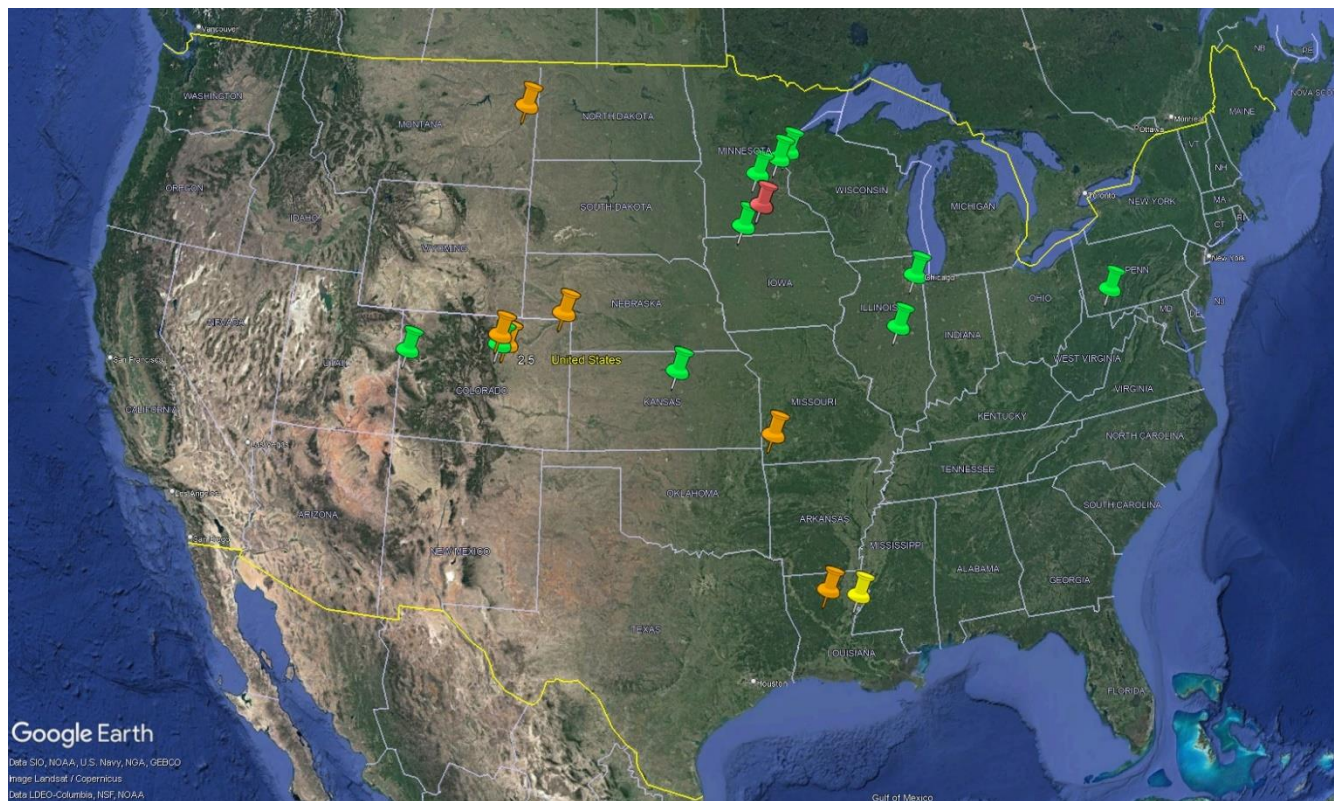 Vancouver
NB
PE
WASHINGTON
MONTANA
NORTH DAKOTA
NOVA SCO
MAINE
Ottawa
Montreal
VT
MINNESOTA
NH
OREGON
IDAHO
SOUTH DAKOTA
WISCONSIN
MICHIGAN
Toronto
NEW YORK
MA
CT
RI
WYOMING
New York
Chicago
PENN
IOWA
NEBRASKA
ILLINOIS
OHIO
NJ
MD
DE
NEVADA
INDIANA
San Francisco
UTAH
2.5
United States
WEST VIRGINIA
COLORADO
VIRGINIA
CALIFORNIA
KANSAS
MISSOURI
KENTUCKY
NORTH CAROLINA
Las Vegas
TENNESSEE
Los Angeles
OKLAHOMA
SOUTH CAROLINA
ARIZONA
ARKANSAS
San Diego
NEW MEXICO
MISSISSIPPI
ALABAMA
GEORGIA
TEXAS
LOUISIANA
Houston
FLORIDA
Google Earth
Data SIO, NOAA, U.S. Navy, NGA, GEBCO
Image Landsat / Copernicus
Data LDEO-Columbia, NSF, NOAA
Gulf of Mexico